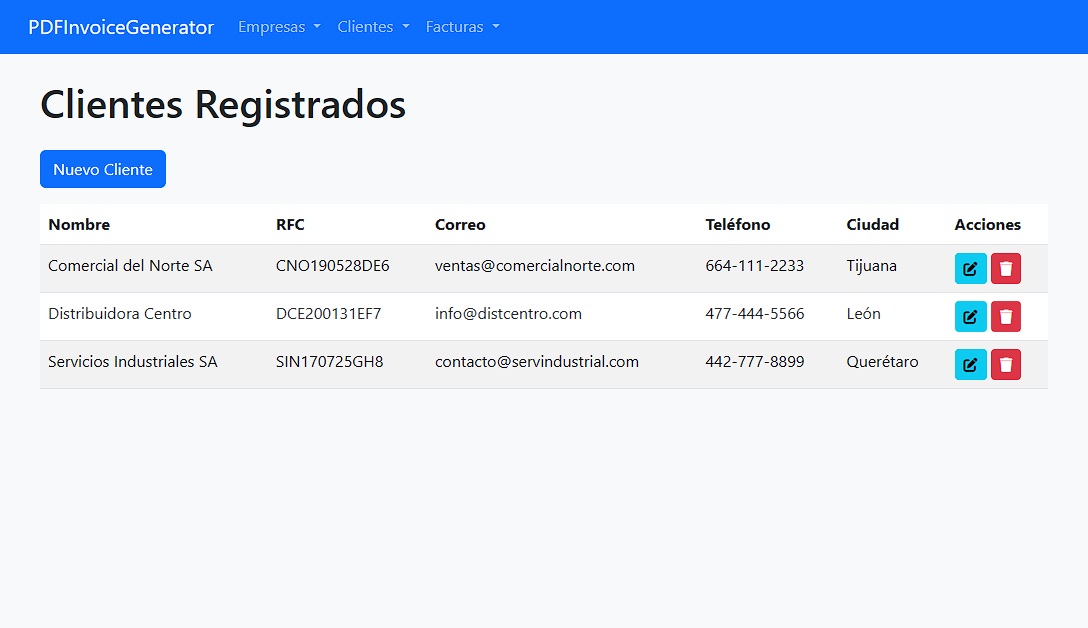 PDFInvoiceGenerator Empresas Clientes Facturas
Clientes Registrados
Nuevo Cliente
Nombre RFC Correo Teléfono Ciudad Acciones
Comercial del Norte SA CNO190528DE6 ventas@comercialnorte.com 664-111-2233 Tijuana
Distribuidora Centro DCE200131EF7 info@distcentro.com 477-444-5566 León
Servicios Industriales SA SIN170725GH8 contacto@servindustrial.com 442-777-8899 Querétaro